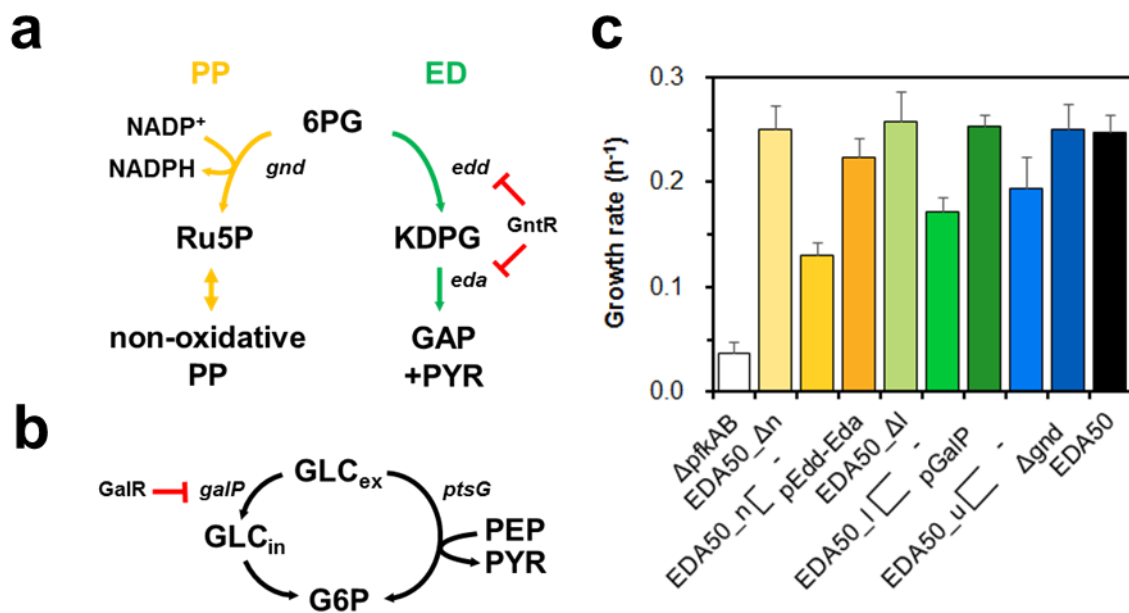 a
PP
ED
NADP⁺
6PG
NADPH
gnd
edd
GntR
Ru5P
KDPG
eda
non-oxidative
PP
GAP
+PYR
b
GalR
galP
GLCex
ptsG
GLCin
PEP
PYR
G6P
c
Growth rate (h⁻¹)
0.3
0.2
0.1
0.0
ΔpfkAB
EDA50_Δn
EDA50_n
-
pEdd-Eda
EDA50_Δl
EDA50_l
-
pGalP
EDA50_u
-
Δgnd
EDA50